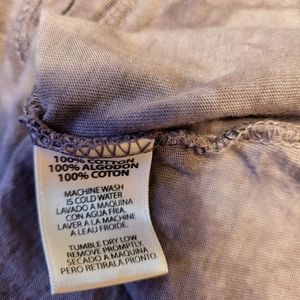 100% COTTON
100% ALGODON
100% COTON
MACHINE WASH
IS COLD WATER
LAVADO A MAQUINA
CON AGUA FRIA.
LAVER A LA MACHINE
A LEAU FROIDE.
TUMBLE DRY LOW
REMOVE PROMPTLY.
SECADO A MAQUINA
PERO RETIRALA PRONTO.